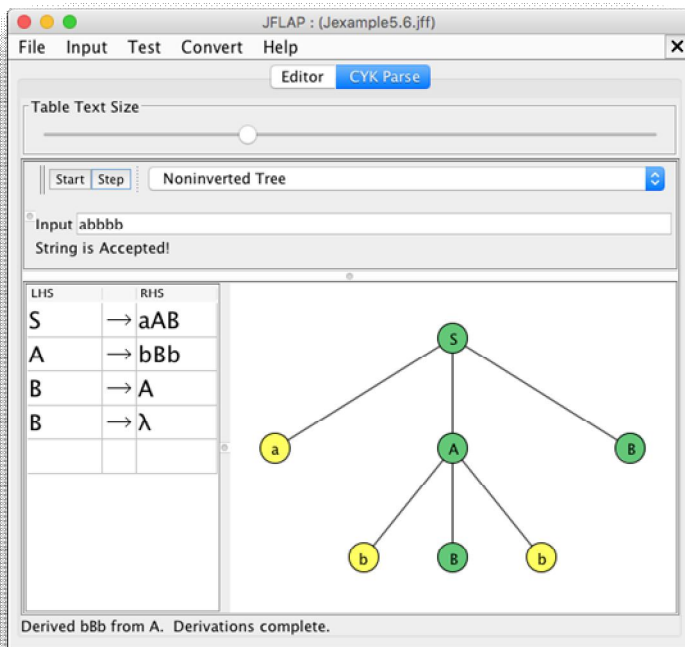 JFLAP : (Jexample5.6.jff)
File Input Test Convert Help
Editor CYK Parse
Table Text Size
Start Step Noninverted Tree
Input abbbb
String is Accepted!
LHS RHS
S → aAB
A → bBb
B → A
B → λ
S
a A B
b B b
Derived bBb from A. Derivations complete.